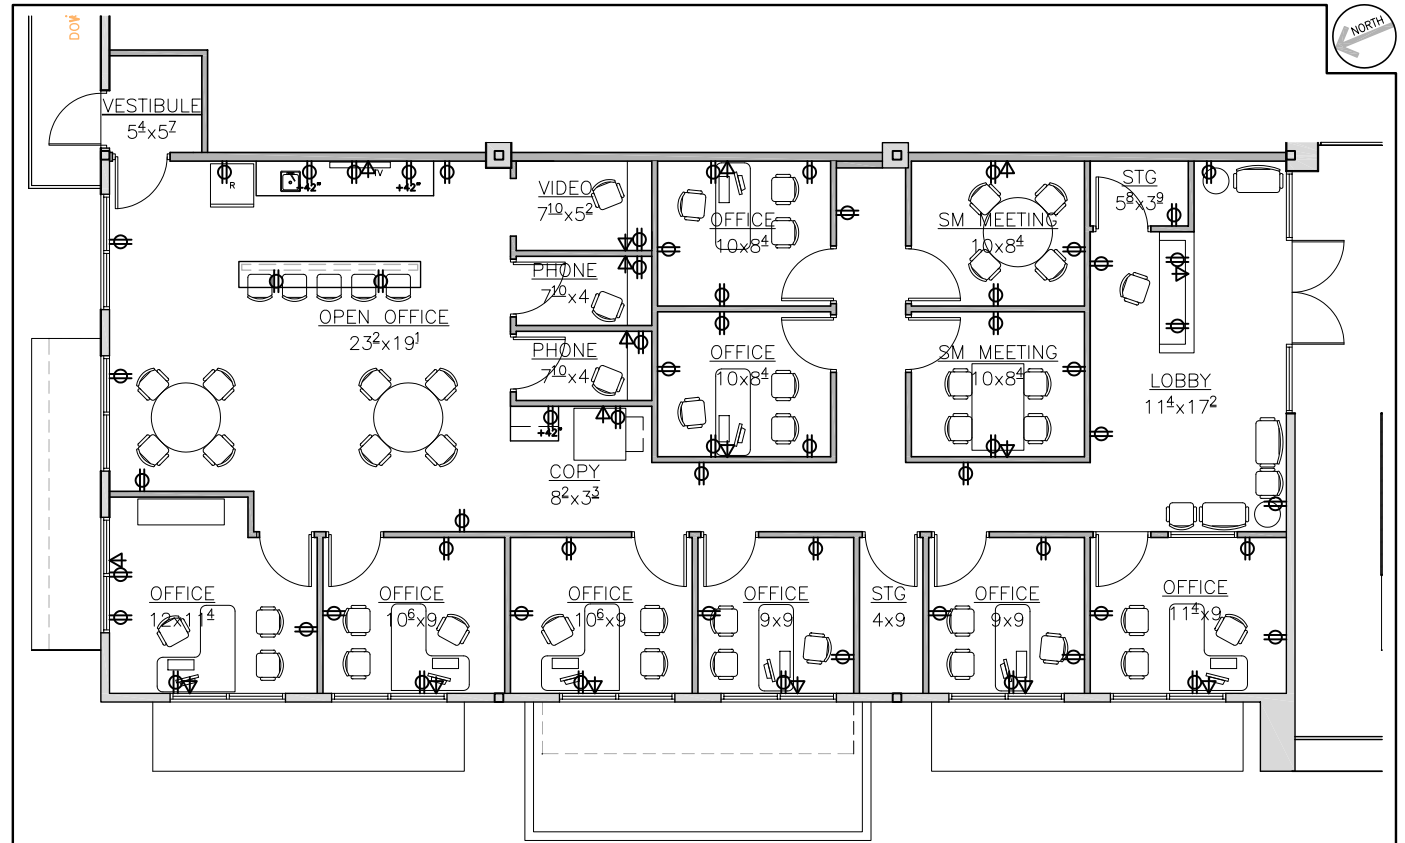 DOW
NORTH
VESTIBULE
5⁴x5⁷
R
+42"
TV
+42"
VIDEO
7¹⁰x5²
OFFICE
10x8⁴
SM MEETING
10x8⁴
STG
5⁸x3⁹
PHONE
7¹⁰x4
OPEN OFFICE
23²x19¹
PHONE
7¹⁰x4
OFFICE
10x8⁴
SM MEETING
10x8⁴
LOBBY
11⁴x17²
+42"
COPY
8²x3³
OFFICE
12x11⁴
OFFICE
10⁶x9
OFFICE
10⁶x9
OFFICE
9x9
STG
4x9
OFFICE
9x9
OFFICE
11⁴x9